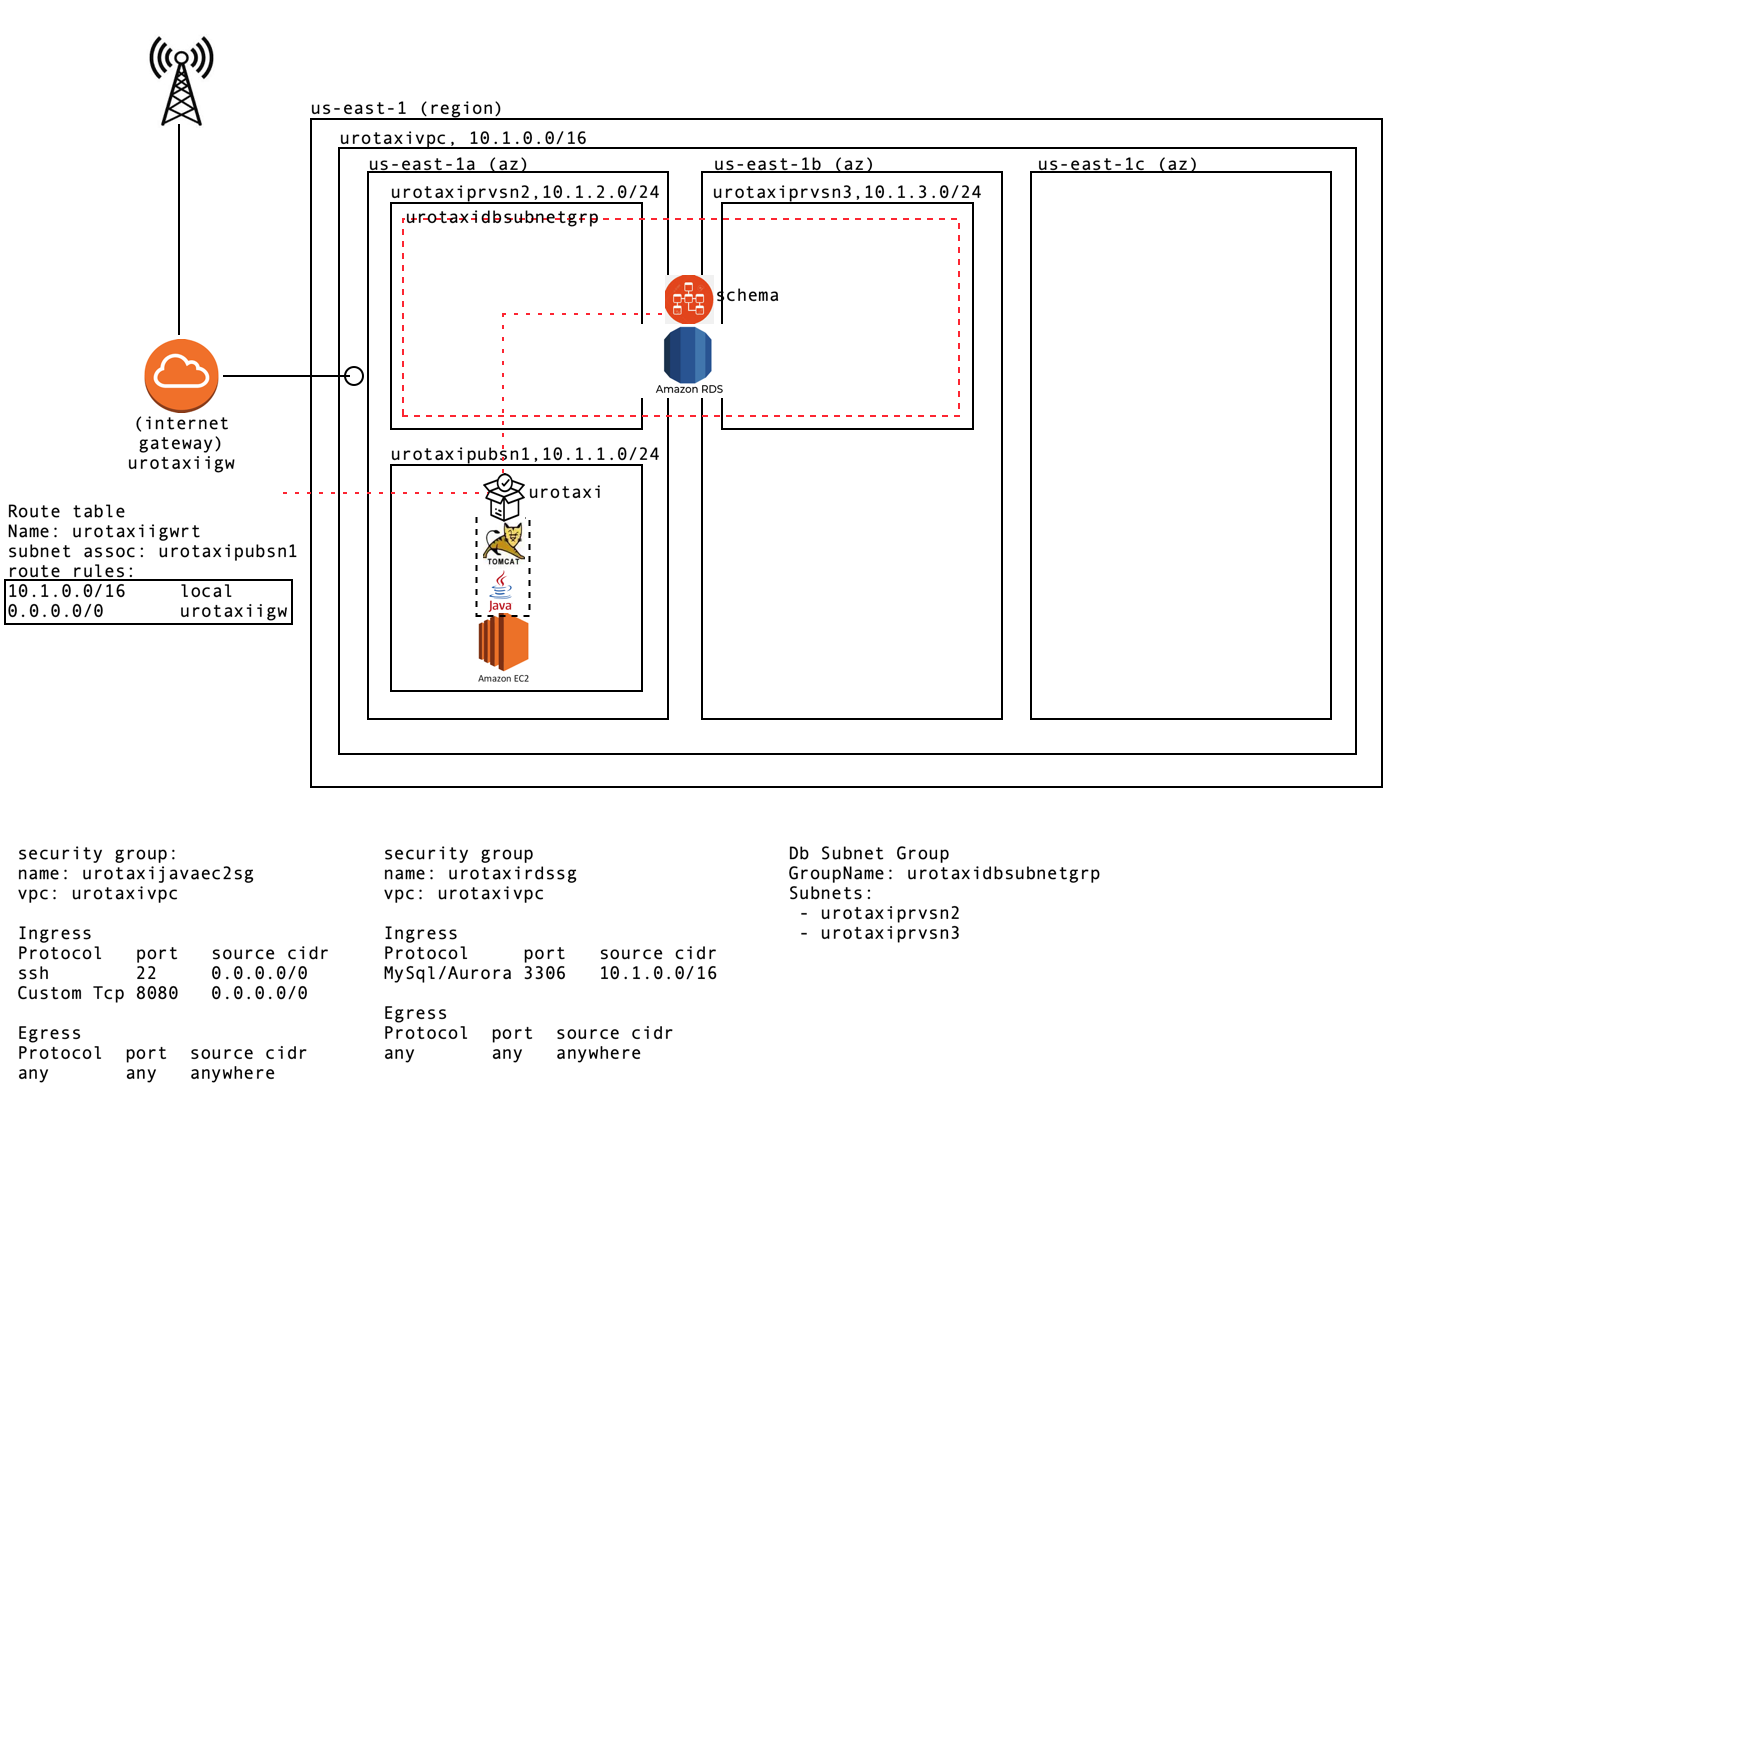 us-east-1 (region)
urotaxivpc, 10.1.0.0/16
us-east-1a (az)
us-east-1b (az)
us-east-1c (az)
urotaxiprvsn2,10.1.2.0/24
urotaxiprvsn3,10.1.3.0/24
urotaxidbsubnetgrp
schema
Amazon RDS
(internet
gateway)
urotaxiigw
urotaxipubsn1,10.1.1.0/24
urotaxi
TOMCAT
Java
Amazon EC2
Route table
Name: urotaxiigwrt
subnet assoc: urotaxipubsn1
route rules:
10.1.0.0/16 local
0.0.0.0/0 urotaxiigw
security group:
name: urotaxijavaec2sg
vpc: urotaxivpc
Ingress
Protocol port source cidr
ssh 22 0.0.0.0/0
Custom Tcp 8080 0.0.0.0/0
Egress
Protocol port source cidr
any any anywhere
security group
name: urotaxirdssg
vpc: urotaxivpc
Ingress
Protocol port source cidr
MySql/Aurora 3306 10.1.0.0/16
Egress
Protocol port source cidr
any any anywhere
Db Subnet Group
GroupName: urotaxidbsubnetgrp
Subnets:
- urotaxiprvsn2
- urotaxiprvsn3